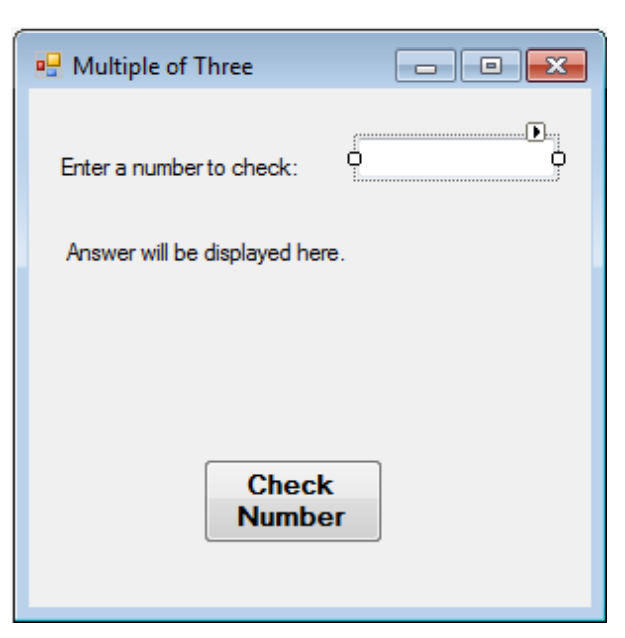 Multiple of Three
Enter a number to check:
Answer will be displayed here.
Check
Number